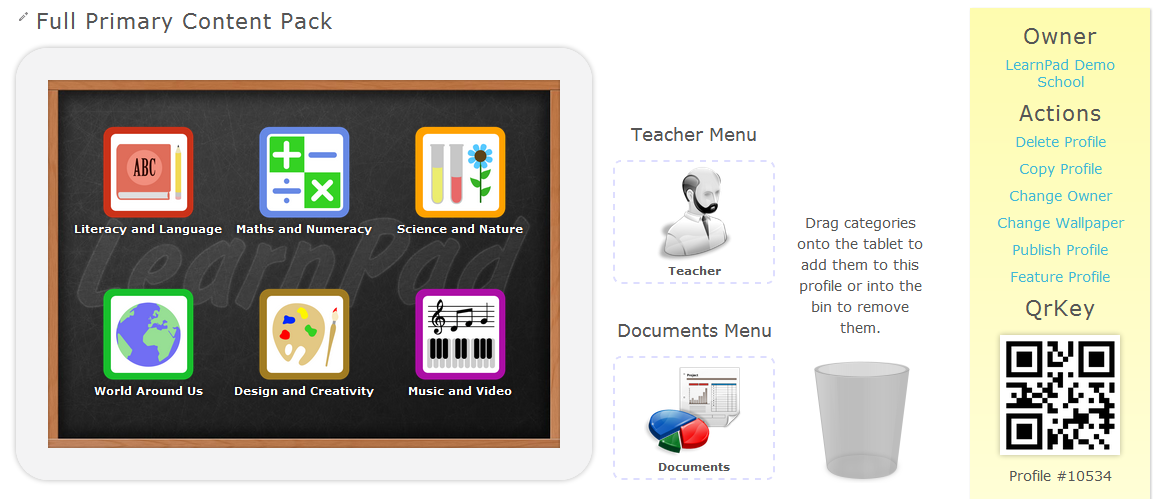 Full Primary Content Pack
LearnPad
ABC
Literacy and Language
Maths and Numeracy
Science and Nature
World Around Us
Design and Creativity
Music and Video
Teacher Menu
Teacher
Documents Menu
Project
Documents
Drag categories
onto the tablet to
add them to this
profile or into the
bin to remove
them.
Owner
LearnPad Demo
School
Actions
Delete Profile
Copy Profile
Change Owner
Change Wallpaper
Publish Profile
Feature Profile
QrKey
Profile #10534